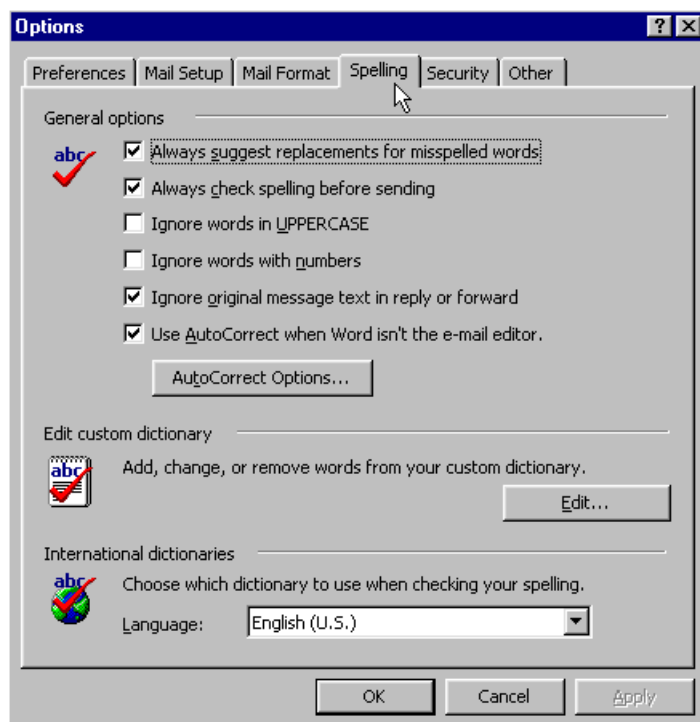 Options
Preferences Mail Setup Mail Format Spelling Security Other
General options
abc
Always suggest replacements for misspelled words
Always check spelling before sending
Ignore words in UPPERCASE
Ignore words with numbers
Ignore original message text in reply or forward
Use AutoCorrect when Word isn't the e-mail editor.
AutoCorrect Options...
Edit custom dictionary
abc
Add, change, or remove words from your custom dictionary.
Edit...
International dictionaries
abc
Choose which dictionary to use when checking your spelling.
Language: English (U.S.)
OK Cancel Apply